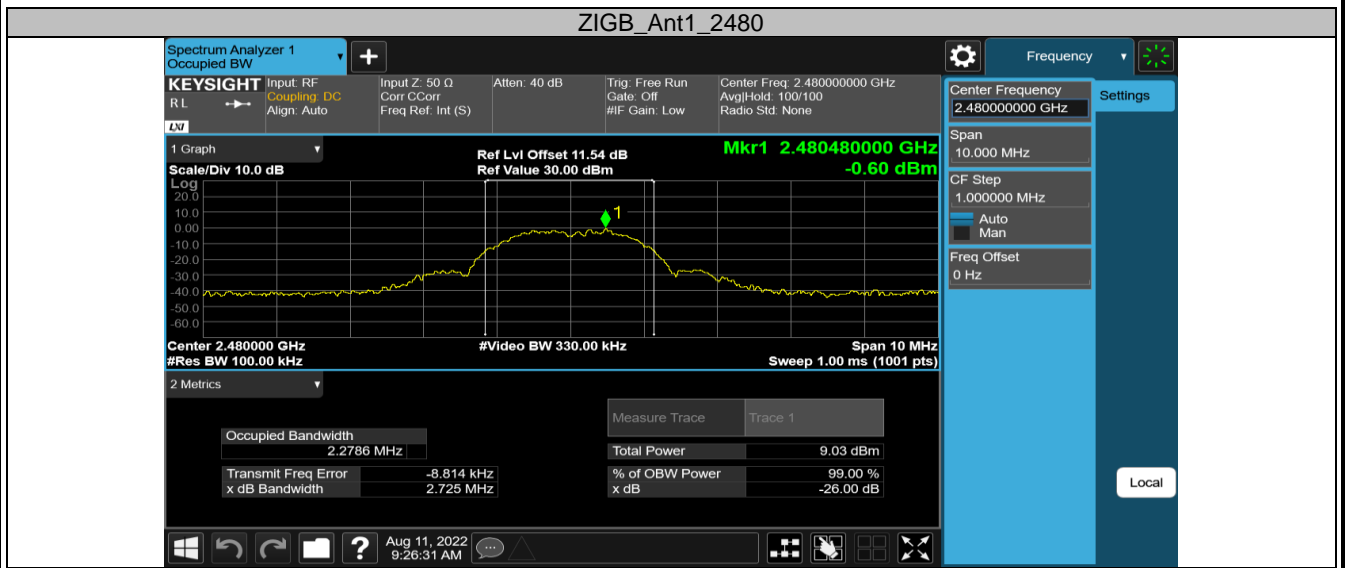 ZIGB_Ant1_2480
Spectrum Analyzer 1
Occupied BW
+
Frequency
KEYSIGHT
R L
LXI
Input: RF
Coupling: DC
Align: Auto
Input Z: 50 Ω
Corr CCorr
Freq Ref: Int (S)
Atten: 40 dB
Trig: Free Run
Gate: Off
#IF Gain: Low
Center Freq: 2.480000000 GHz
Avg|Hold: 100/100
Radio Std: None
Center Frequency
2.480000000 GHz
Settings
Span
10.000 MHz
CF Step
1.000000 MHz
Auto
Man
Freq Offset
0 Hz
Local
1 Graph
Scale/Div 10.0 dB
Ref Lvl Offset 11.54 dB
Ref Value 30.00 dBm
Mkr1 2.480480000 GHz
-0.60 dBm
Log
20.0
10.0
0.00
-10.0
-20.0
-30.0
-40.0
-50.0
-60.0
1
Center 2.480000 GHz
#Res BW 100.00 kHz
#Video BW 330.00 kHz
Span 10 MHz
Sweep 1.00 ms (1001 pts)
2 Metrics
Measure Trace Trace 1
Occupied Bandwidth
2.2786 MHz
Total Power 9.03 dBm
Transmit Freq Error -8.814 kHz
x dB Bandwidth 2.725 MHz
% of OBW Power 99.00 %
x dB -26.00 dB
?
Aug 11, 2022
9:26:31 AM